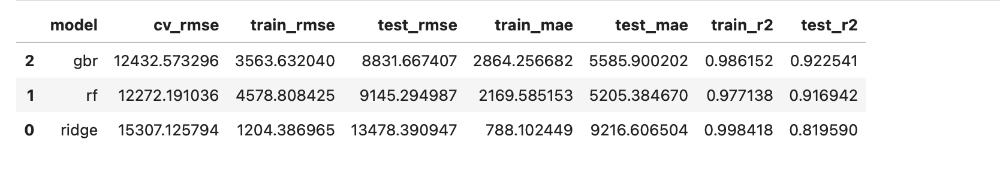 model cv_rmse train_rmse test_rmse train_mae test_mae train_r2 test_r2
2 gbr 12432.573296 3563.632040 8831.667407 2864.256682 5585.900202 0.986152 0.922541
1 rf 12272.191036 4578.808425 9145.294987 2169.585153 5205.384670 0.977138 0.916942
0 ridge 15307.125794 1204.386965 13478.390947 788.102449 9216.606504 0.998418 0.819590